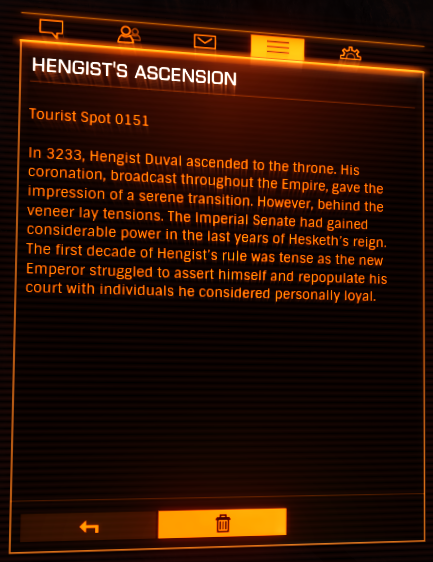 HENGIST'S ASCENSION
Tourist Spot 0151
In 3233, Hengist Duval ascended to the throne. His
coronation, broadcast throughout the Empire, gave the
impression of a serene transition. However, behind the
veneer lay tensions. The Imperial Senate had gained
considerable power in the last years of Hesketh's reign.
The first decade of Hengist's rule was tense as the new
Emperor struggled to assert himself and repopulate his
court with individuals he considered personally loyal.